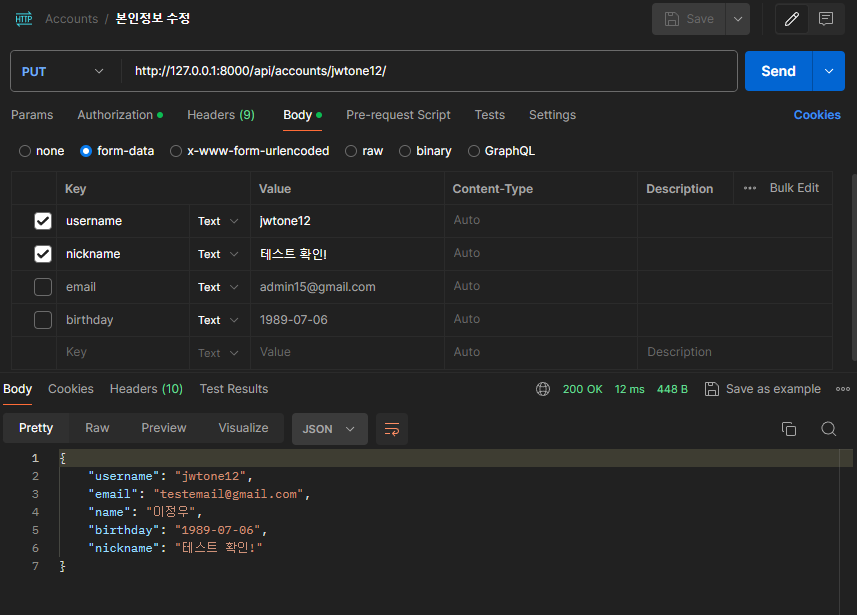 HTTP Accounts / 본인정보 수정 Save
PUT http://127.0.0.1:8000/api/accounts/jwtone12/ Send
Params Authorization Headers (9) Body Pre-request Script Tests Settings Cookies
none form-data x-www-form-urlencoded raw binary GraphQL
Key Value Content-Type Description ••• Bulk Edit
username Text jwtone12 Auto
nickname Text 테스트 확인! Auto
email Text admin15@gmail.com Auto
birthday Text 1989-07-06 Auto
Key Text Value Auto Description
Body Cookies Headers (10) Test Results 200 OK 12 ms 448 B Save as example
Pretty Raw Preview Visualize JSON
1 {
2 "username": "jwtone12",
3 "email": "testemail@gmail.com",
4 "name": "이정우",
5 "birthday": "1989-07-06",
6 "nickname": "테스트 확인!"
7 }